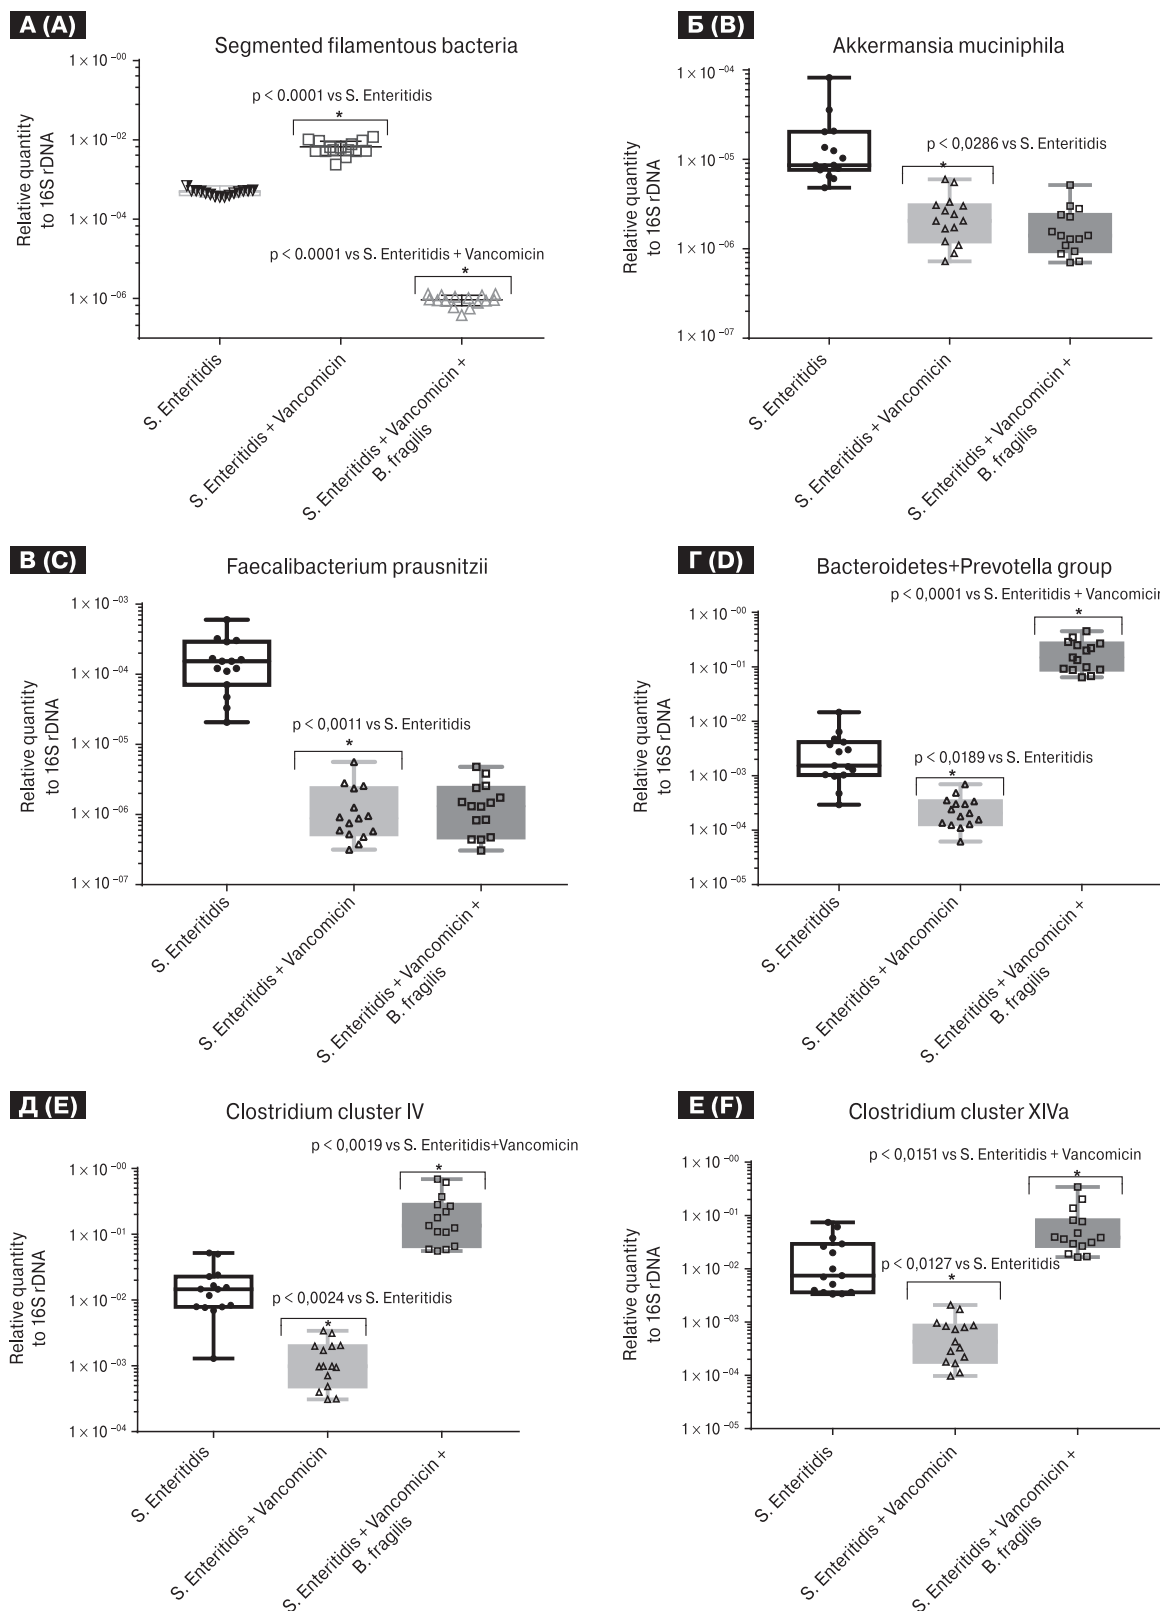 А (A)
Segmented filamentous bacteria
Relative quantity
to 16S rDNA
1 × 10 –00
1 × 10 –02
1 × 10 –04
1 × 10 –06
p < 0.0001 vs S. Enteritidis
*
p < 0.0001 vs S. Enteritidis + Vancomicin
*
S. Enteritidis
S. Enteritidis + Vancomicin
S. Enteritidis + Vancomicin +
B. fragilis
Б (B)
Akkermansia muciniphila
Relative quantity
to 16S rDNA
1 × 10 –04
1 × 10 –05
1 × 10 –06
1 × 10 –07
p < 0,0286 vs S. Enteritidis
*
S. Enteritidis
S. Enteritidis + Vancomicin
S. Enteritidis + Vancomicin +
B. fragilis
В (C)
Faecalibacterium prausnitzii
Relative quantity
to 16S rDNA
1 × 10 –03
1 × 10 –04
1 × 10 –05
1 × 10 –06
1 × 10 –07
p < 0,0011 vs S. Enteritidis
*
S. Enteritidis
S. Enteritidis + Vancomicin
S. Enteritidis + Vancomicin +
B. fragilis
Г (D)
Bacteroidetes+Prevotella group
p < 0,0001 vs S. Enteritidis + Vancomicin
*
Relative quantity
to 16S rDNA
1 × 10 –00
1 × 10 –01
1 × 10 –02
1 × 10 –03
1 × 10 –04
1 × 10 –05
p < 0,0189 vs S. Enteritidis
*
S. Enteritidis
S. Enteritidis + Vancomicin
S. Enteritidis + Vancomicin +
B. fragilis
Д (E)
Clostridium cluster IV
p < 0,0019 vs S. Enteritidis+Vancomicin
*
Relative quantity
to 16S rDNA
1 × 10 –00
1 × 10 –01
1 × 10 –02
1 × 10 –03
1 × 10 –04
p < 0,0024 vs S. Enteritidis
*
S. Enteritidis
S. Enteritidis + Vancomicin
S. Enteritidis + Vancomicin +
B. fragilis
Е (F)
Clostridium cluster XIVa
p < 0,0151 vs S. Enteritidis + Vancomicin
*
Relative quantity
to 16S rDNA
1 × 10 –00
1 × 10 –01
1 × 10 –02
1 × 10 –03
1 × 10 –04
1 × 10 –05
p < 0,0127 vs S. Enteritidis
*
S. Enteritidis
S. Enteritidis + Vancomicin
S. Enteritidis + Vancomicin +
B. fragilis